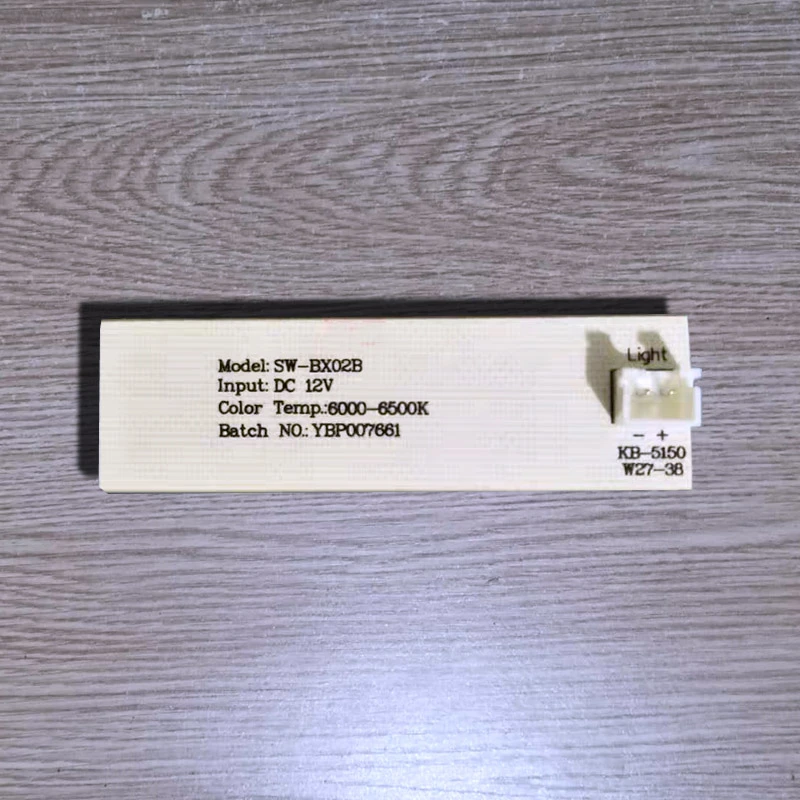 Model: SW-BX02B
Input: DC 12V
Color Temp.:6000-6500K
Batch NO.: YBP007661
Light
- +
KB-5150
W27-38